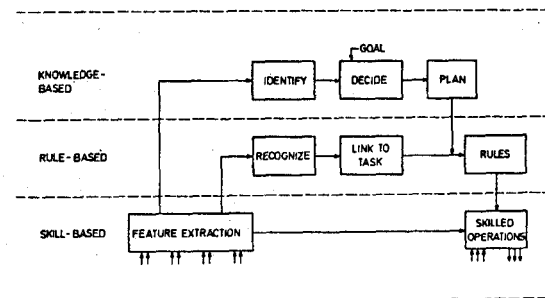 GOAL
KNOWLEDGE-
BASED
IDENTIFY
DECIDE
PLAN
RULE-BASED
RECOGNIZE
LINK TO
TASK
RULES
SKILL-BASED
FEATURE EXTRACTION
SKILLED
OPERATIONS